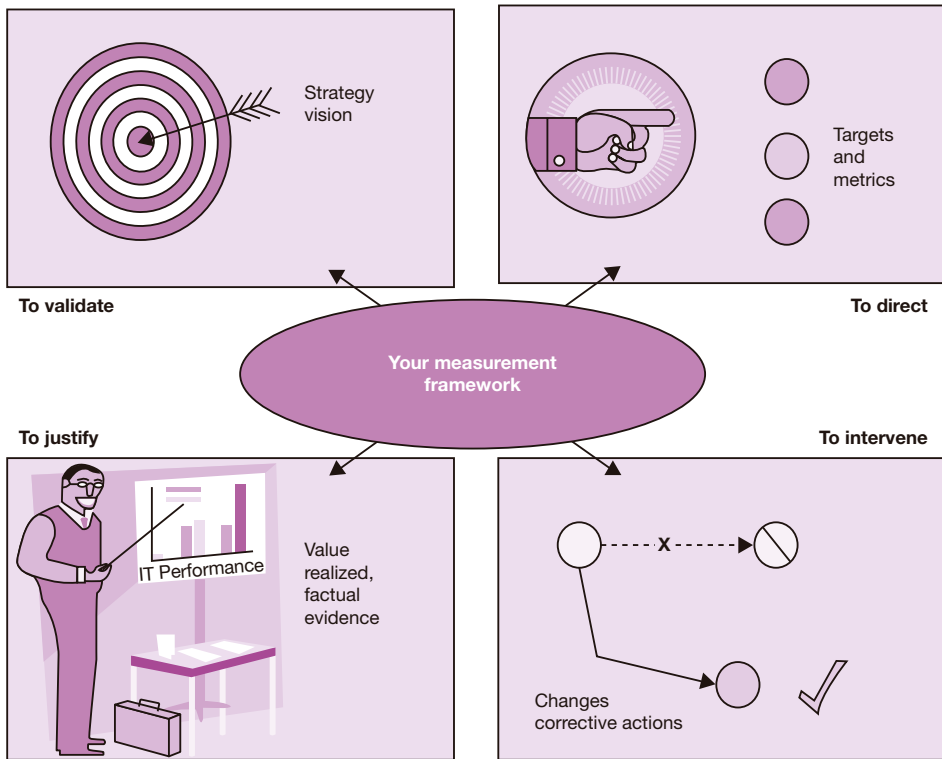 Strategy
vision
Targets
and
metrics
To validate
To direct
Your measurement
framework
To justify
To intervene
IT Performance
Value
realized,
factual
evidence
X
Changes
corrective actions